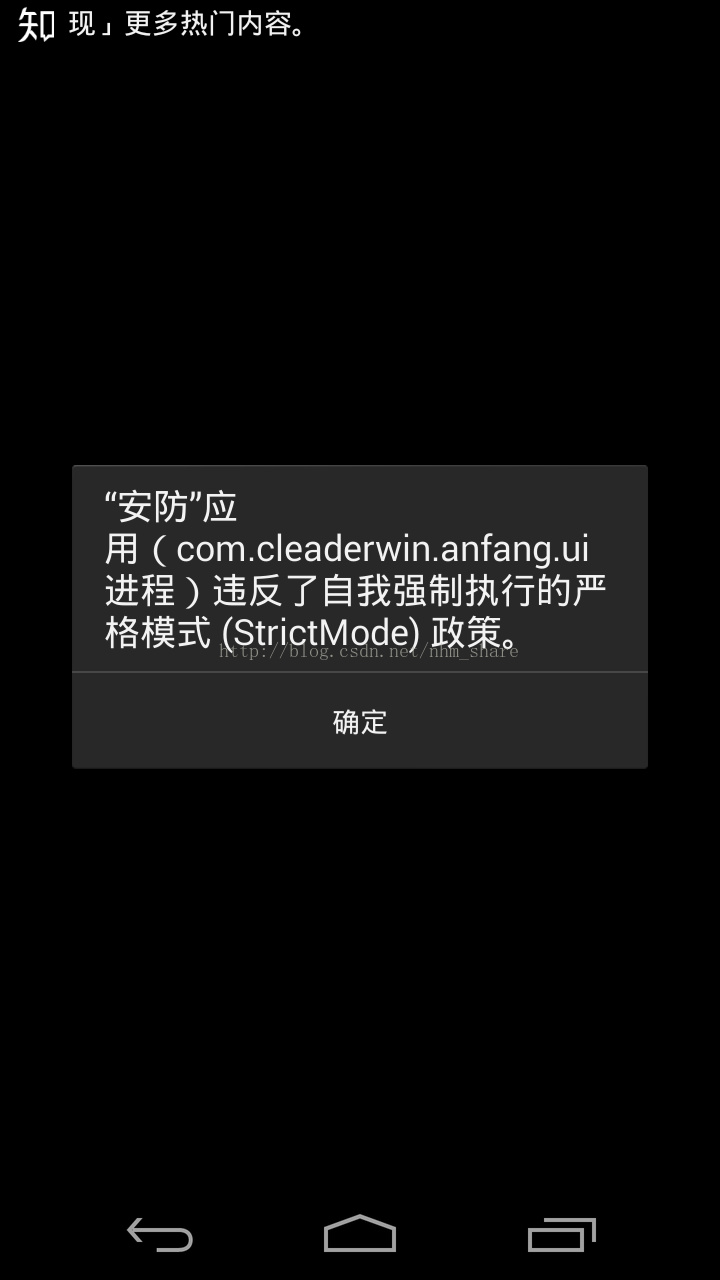 知 现」更多热门内容。
“安防”应
用（com.cleaderwin.anfang.ui
进程）违反了自我强制执行的严
格模式 (StrictMode) 政策。
http://blog.csdn.net/nhm_share
确定